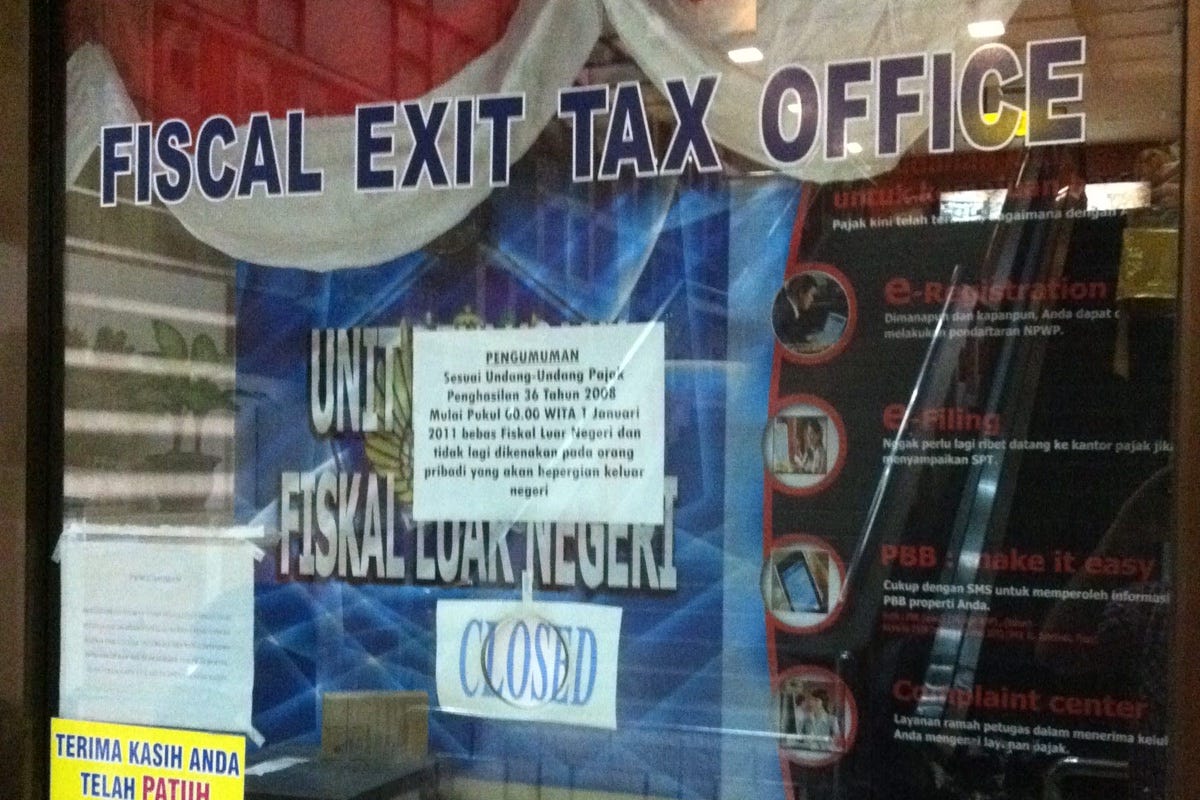 FISCAL EXIT TAX OFFICE
UNIT
FISKAL LUAR NEGERI
PENGUMUMAN
Sesuai Undang-Undang Pajak
Penghasilan 36 Tahun 2008
Mulai Pukul 00.00 WITA 1 Januari
2011 bebas Fiskal Luar Negeri dan
tidak lagi dikenakan pada orang
pribadi yang akan bepergian keluar
negeri
CLOSED
PENGUMUMAN
TERIMA KASIH ANDA
TELAH PATUH
untuk
Pajak kini telah bagaimana dengan
e-Registration
Dimanapun dan kapanpun, Anda dapat
melakukan pendaftaran NPWP.
e-Filing
Nggak perlu lagi ribet datang ke kantor pajak jika
menyampaikan SPT.
PBB : make it easy
Cukup dengan SMS untuk memperoleh informasi
PBB properti Anda.
Complaint center
Layanan ramah petugas dalam menerima
Anda mengenai layanan pajak.